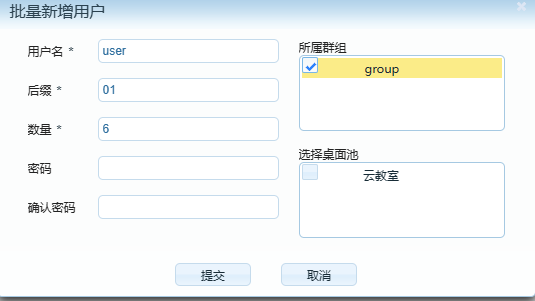 批量新增用户
用户名 * user
后缀 * 01
数量 * 6
密码
确认密码
所属群组
group
选择桌面池
云教室
提交 取消